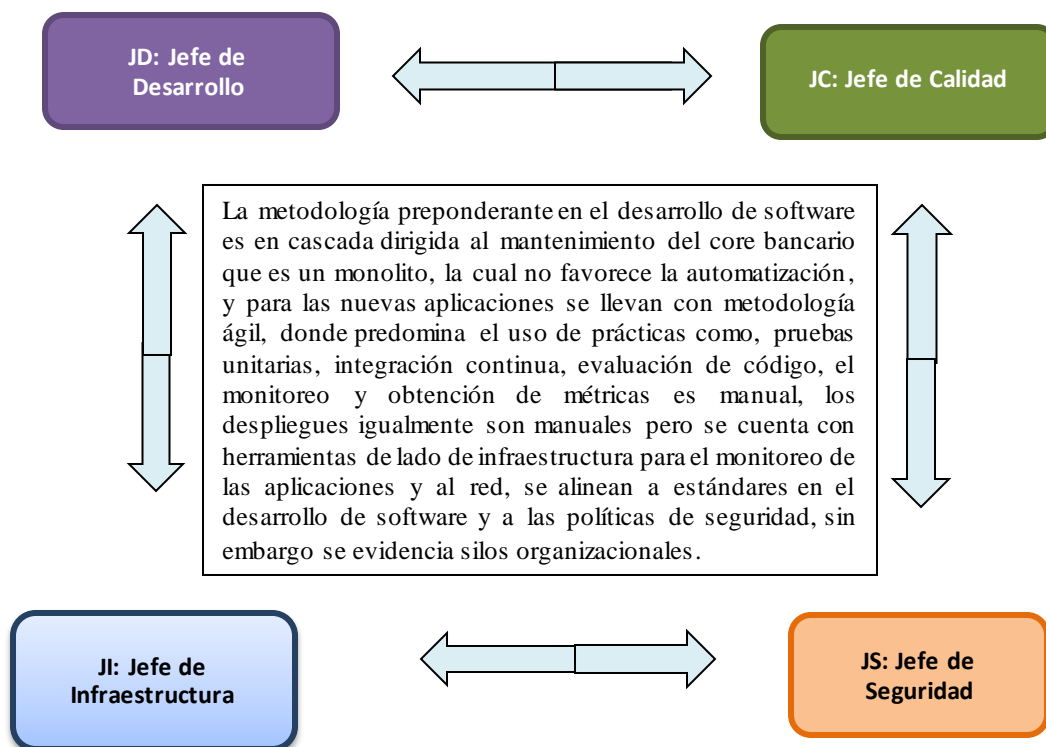 JD: Jefe de
Desarrollo
JC: Jefe de Calidad
La metodología preponderante en el desarrollo de software
es en cascada dirigida al mantenimiento del core bancario
que es un monolito, la cual no favorece la automatización,
y para las nuevas aplicaciones se llevan con metodología
ágil, donde predomina el uso de prácticas como, pruebas
unitarias, integración continua, evaluación de código, el
monitoreo y obtención de métricas es manual, los
despliegues igualmente son manuales pero se cuenta con
herramientas de lado de infraestructura para el monitoreo de
las aplicaciones y al red, se alinean a estándares en el
desarrollo de software y a las políticas de seguridad, sin
embargo se evidencia silos organizacionales.
JI: Jefe de
Infraestructura
JS: Jefe de
Seguridad